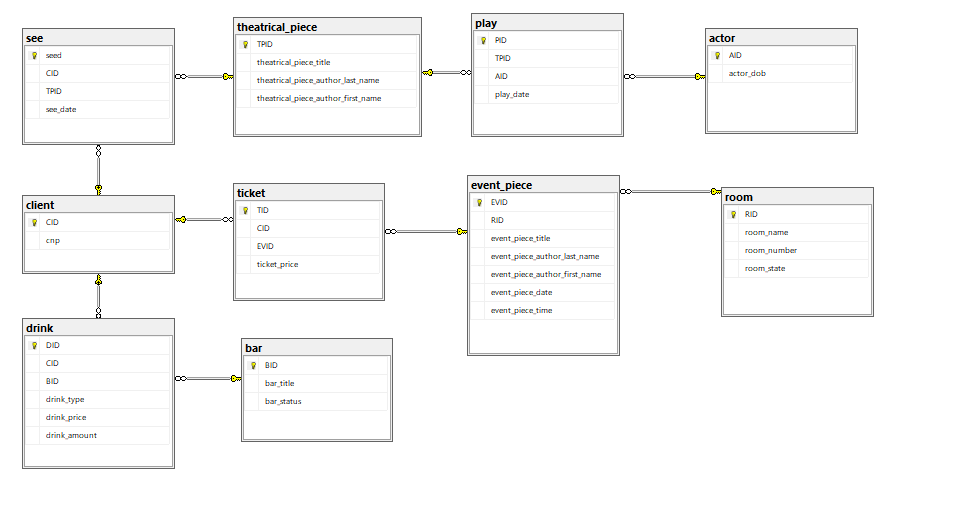 see
seed
CID
TPID
see_date
theatrical_piece
TPID
theatrical_piece_title
theatrical_piece_author_last_name
theatrical_piece_author_first_name
play
PID
TPID
AID
play_date
actor
AID
actor_dob
client
CID
cnp
ticket
TID
CID
EVID
ticket_price
event_piece
EVID
RID
event_piece_title
event_piece_author_last_name
event_piece_author_first_name
event_piece_date
event_piece_time
room
RID
room_name
room_number
room_state
drink
DID
CID
BID
drink_type
drink_price
drink_amount
bar
BID
bar_title
bar_status